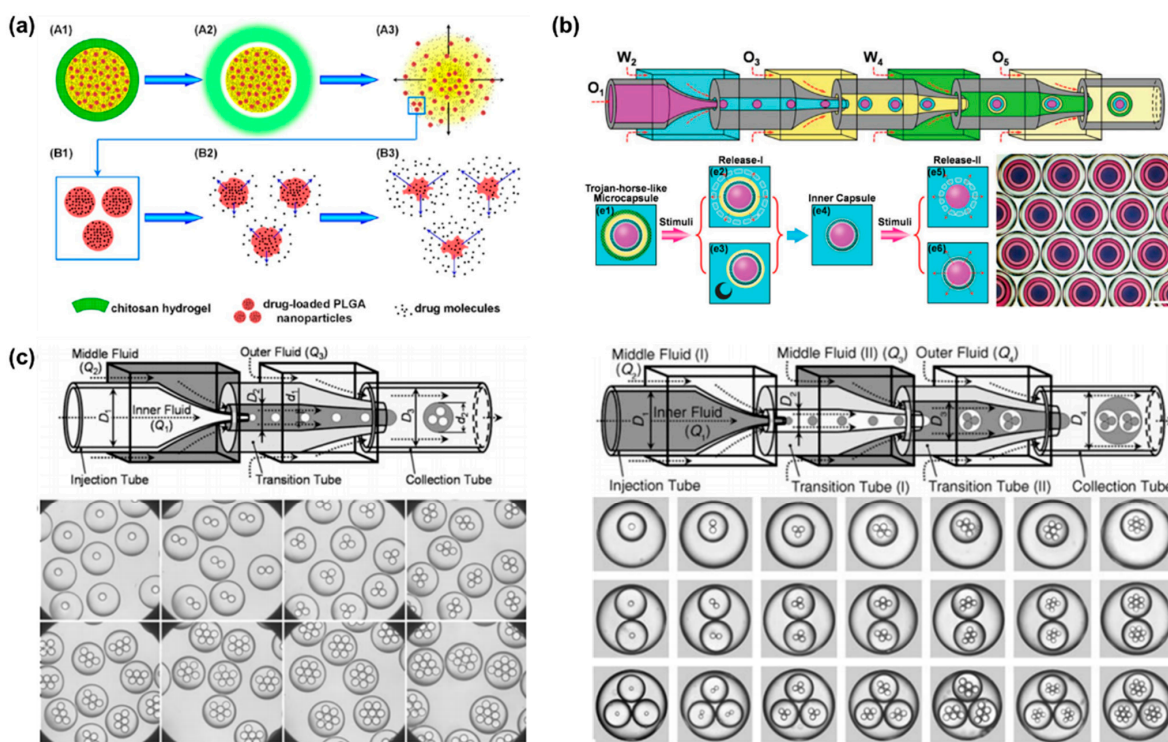 (a)
(A1)
(A2)
(A3)
(B1)
(B2)
(B3)
chitosan hydrogel
drug-loaded PLGA
nanoparticles
drug molecules
(b)
W2
O3
W4
O5
O1
Trojan-horse-like
Microcapsule
(e1)
Stimuli
Release-I
(e2)
(e3)
Inner Capsule
(e4)
Stimuli
Release-II
(e5)
(e6)
(c)
Middle Fluid
(Q2)
Outer Fluid (Q3)
D1
Inner Fluid
(Q1)
D2
d1
D3
d2
Injection Tube
Transition Tube
Collection Tube
Middle Fluid (I)
(Q2)
Middle Fluid (II) (Q3)
Outer Fluid (Q4)
D1
Inner Fluid
(Q1)
D2
D3
D4
Injection Tube
Transition Tube (I)
Transition Tube (II)
Collection Tube